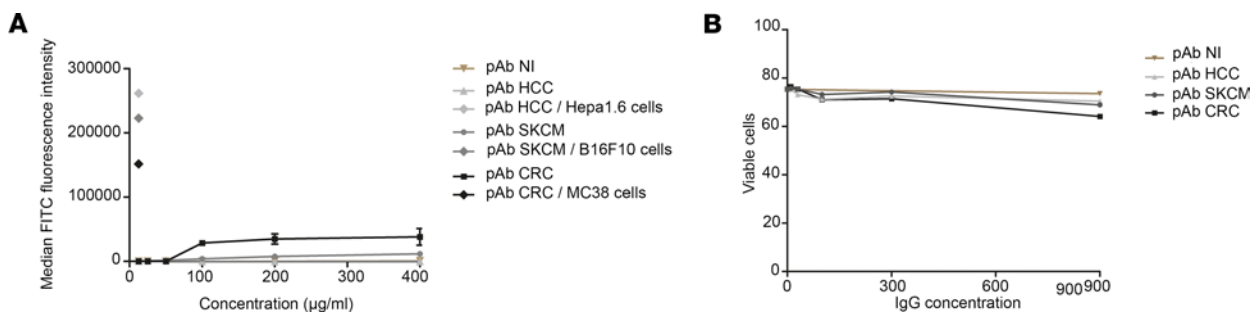 A
Median FITC fluorescence intensity
300000
200000
100000
0
0 100 200 300 400
Concentration (µg/ml)
pAb NI
pAb HCC
pAb HCC / Hepa1.6 cells
pAb SKCM
pAb SKCM / B16F10 cells
pAb CRC
pAb CRC / MC38 cells
B
Viable cells
100
80
60
40
20
0
0 300 600 900 900
IgG concentration
pAb NI
pAb HCC
pAb SKCM
pAb CRC